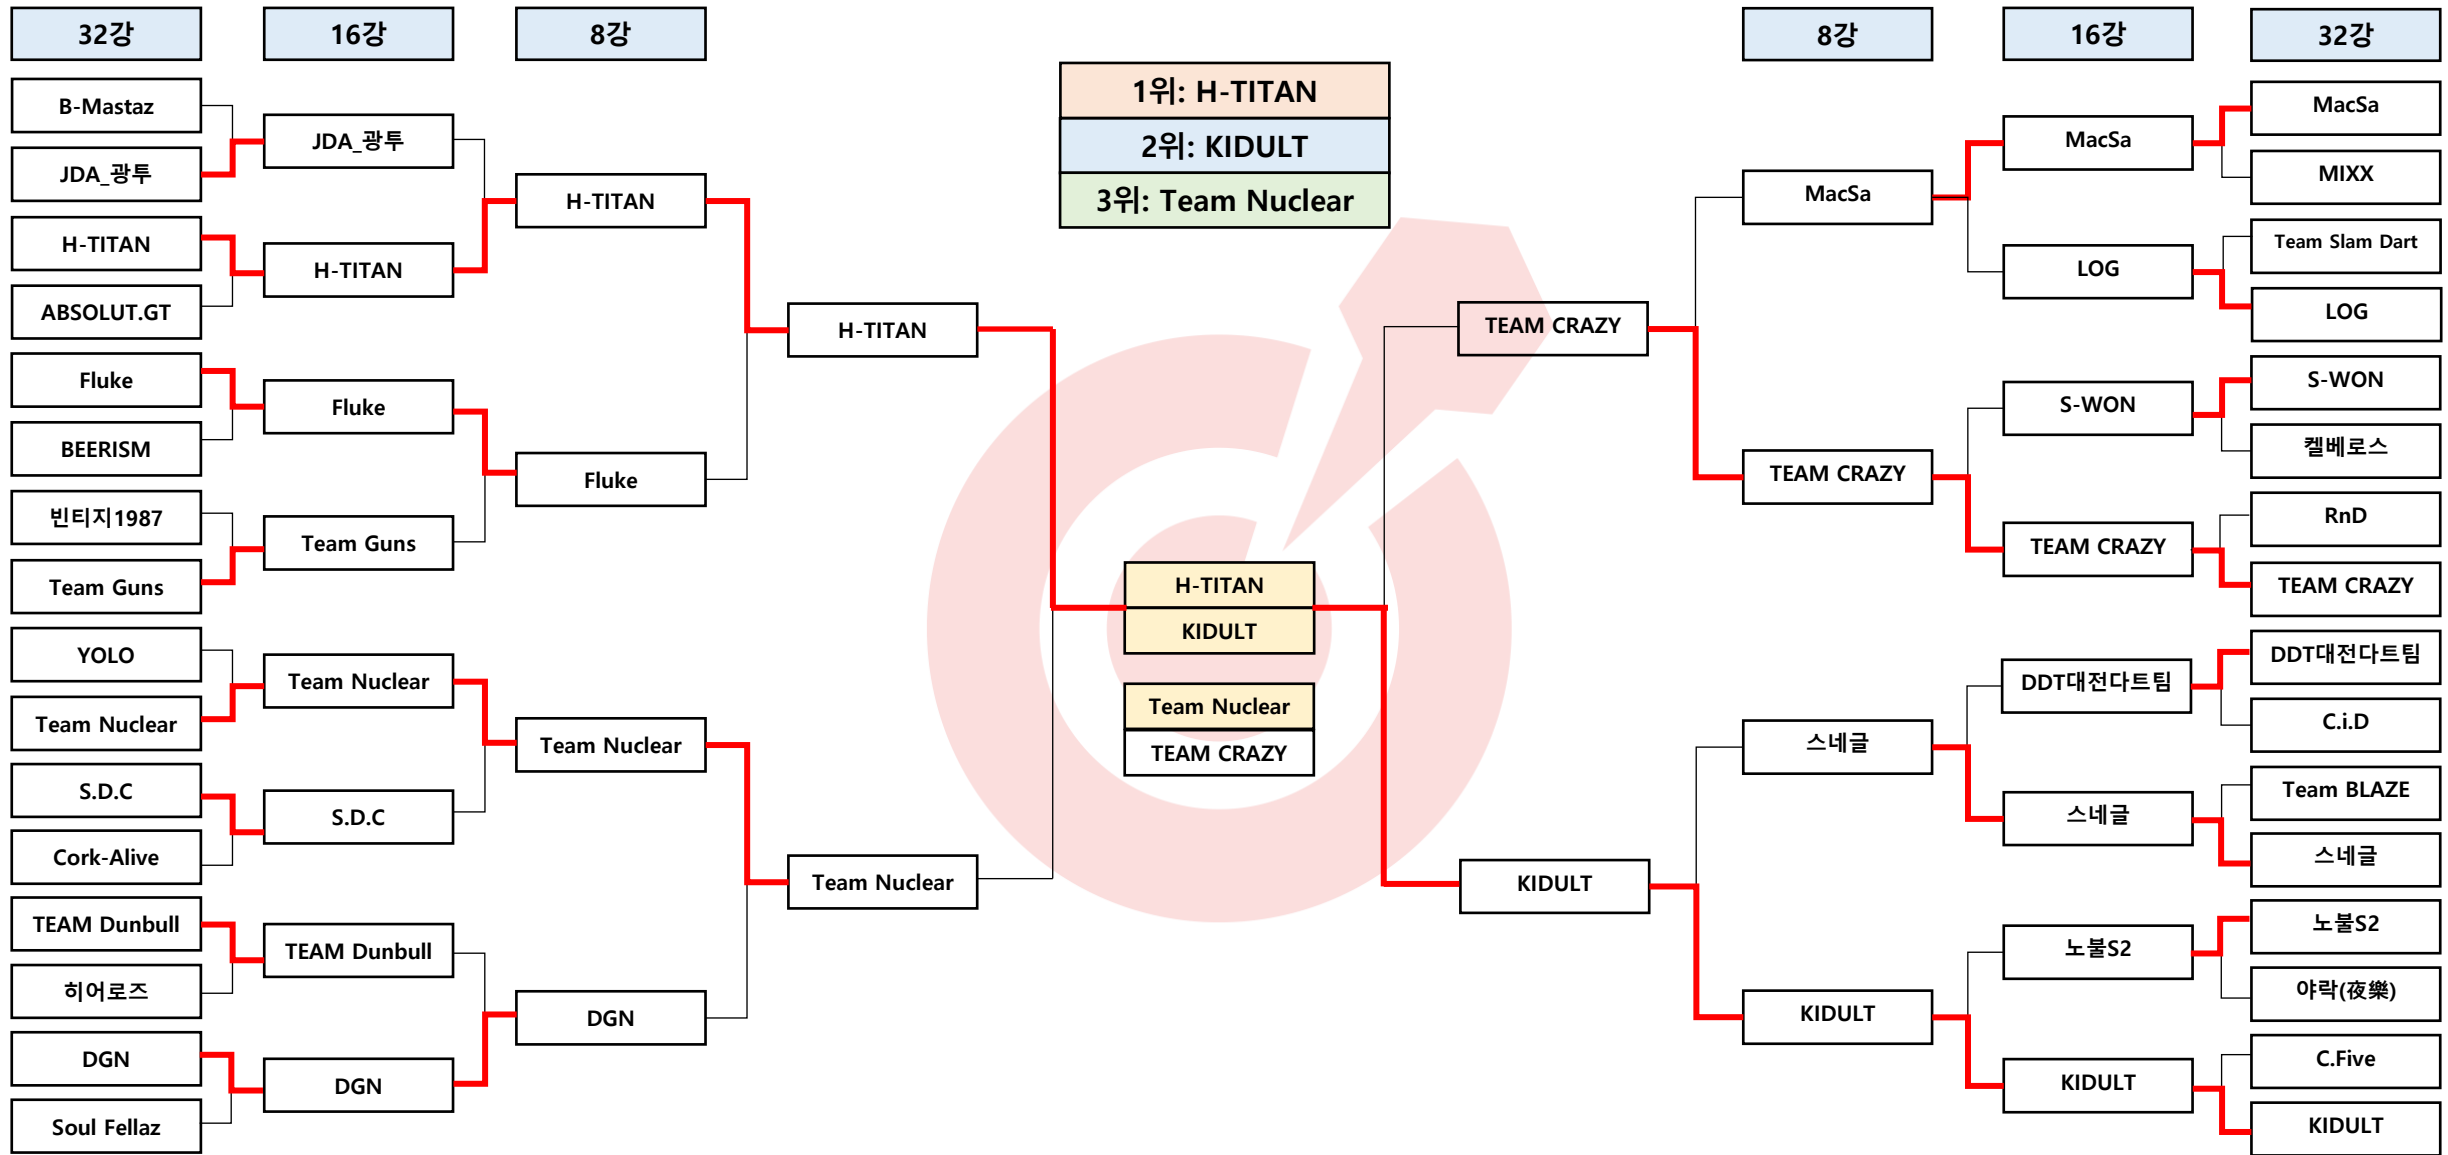 32강
16강
8강
8강
16강
32강
1위: H-TITAN
2위: KIDULT
3위: Team Nuclear
B-Mastaz
JDA_광투
H-TITAN
ABSOLUT.GT
Fluke
BEERISM
빈티지1987
Team Guns
YOLO
Team Nuclear
S.D.C
Cork-Alive
TEAM Dunbull
히어로즈
DGN
Soul Fellaz
JDA_광투
H-TITAN
Fluke
Team Guns
Team Nuclear
S.D.C
TEAM Dunbull
DGN
H-TITAN
Fluke
Team Nuclear
DGN
H-TITAN
Team Nuclear
H-TITAN
KIDULT
Team Nuclear
TEAM CRAZY
TEAM CRAZY
KIDULT
MacSa
TEAM CRAZY
스네글
KIDULT
MacSa
LOG
S-WON
TEAM CRAZY
DDT대전다트팀
스네글
노불S2
KIDULT
MacSa
MIXX
Team Slam Dart
LOG
S-WON
켈베로스
RnD
TEAM CRAZY
DDT대전다트팀
C.i.D
Team BLAZE
스네글
노불S2
야락(夜樂)
C.Five
KIDULT